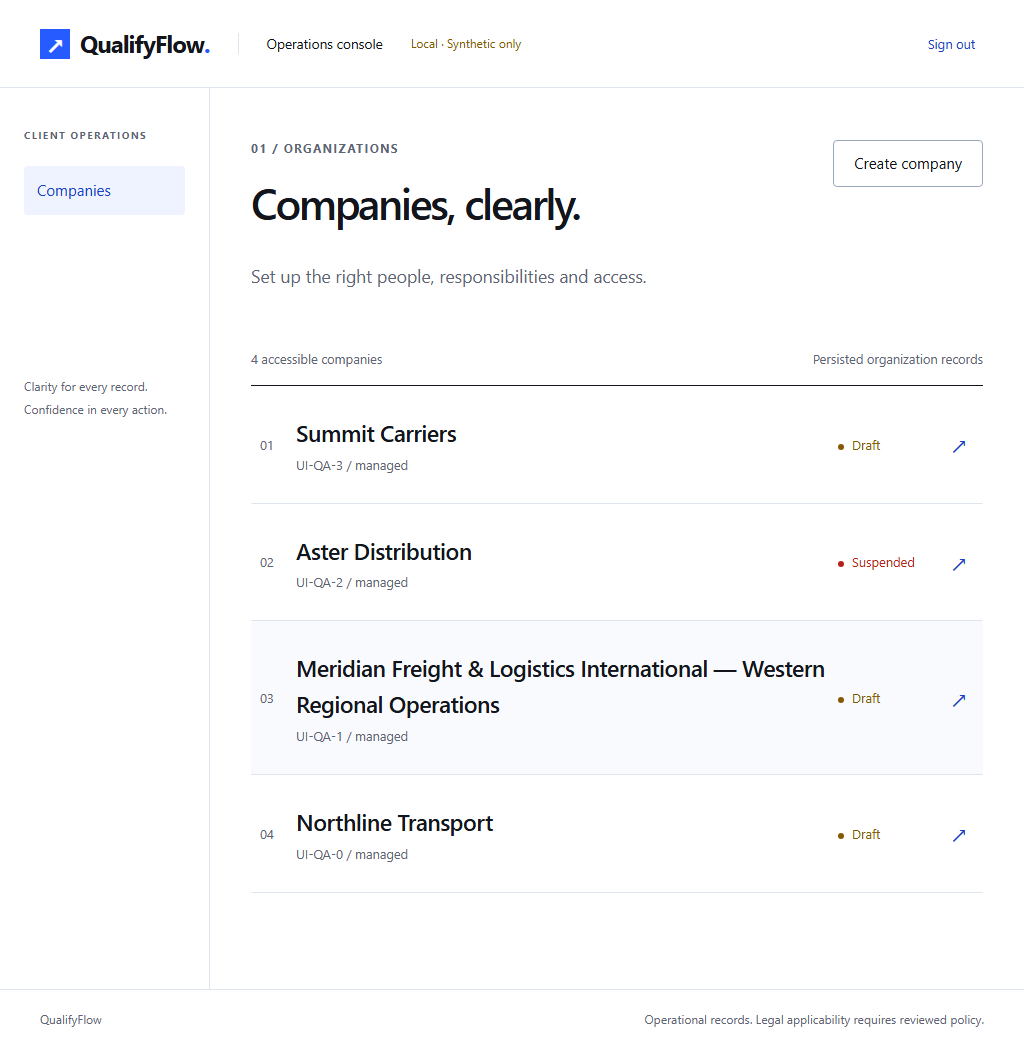 QualifyFlow.
Operations console
Local · Synthetic only
Sign out
CLIENT OPERATIONS
Companies
Clarity for every record.
Confidence in every action.
01 / ORGANIZATIONS
Create company
Companies, clearly.
Set up the right people, responsibilities and access.
4 accessible companies
Persisted organization records
01
Summit Carriers
UI-QA-3 / managed
Draft
02
Aster Distribution
UI-QA-2 / managed
Suspended
03
Meridian Freight & Logistics International — Western
Regional Operations
UI-QA-1 / managed
Draft
04
Northline Transport
UI-QA-0 / managed
Draft
QualifyFlow
Operational records. Legal applicability requires reviewed policy.